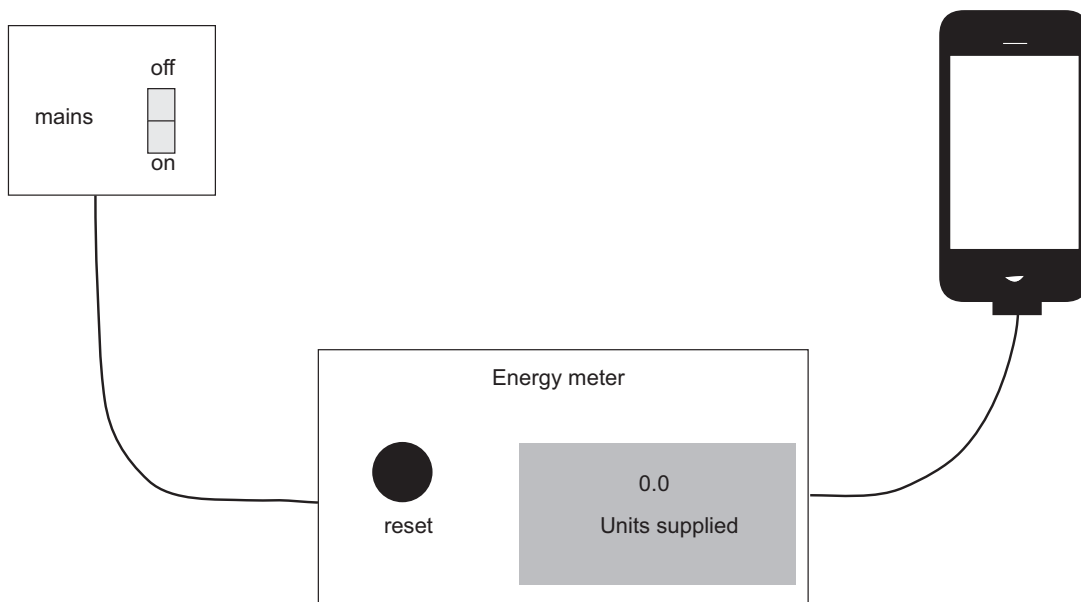 off
mains
on
Energy meter
0.0
reset
Units supplied